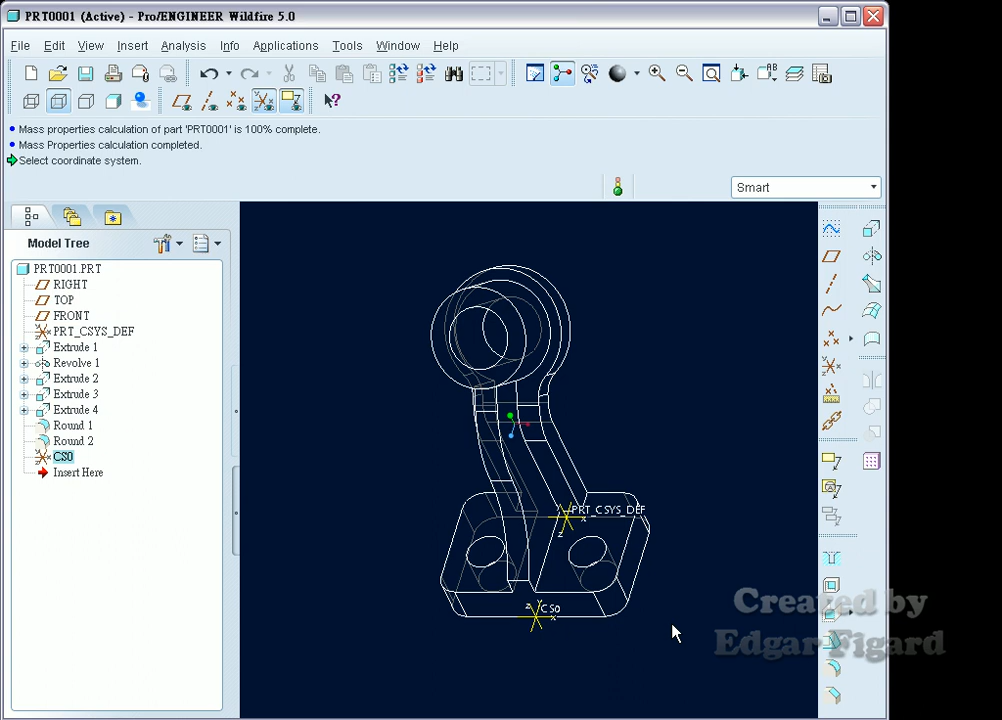 PRT0001 (Active) - Pro/ENGINEER Wildfire 5.0
File Edit View Insert Analysis Info Applications Tools Window Help
Mass properties calculation of part 'PRT0001' is 100% complete.
Mass Properties calculation completed.
Select coordinate system.
Smart
Model Tree
PRT0001.PRT
RIGHT
TOP
FRONT
PRT_CSYS_DEF
Extrude 1
Revolve 1
Extrude 2
Extrude 3
Extrude 4
Round 1
Round 2
CS0
Insert Here
PRT_CSYS_DEF
x
z
z CS0
x
Created by
Edgar Figard